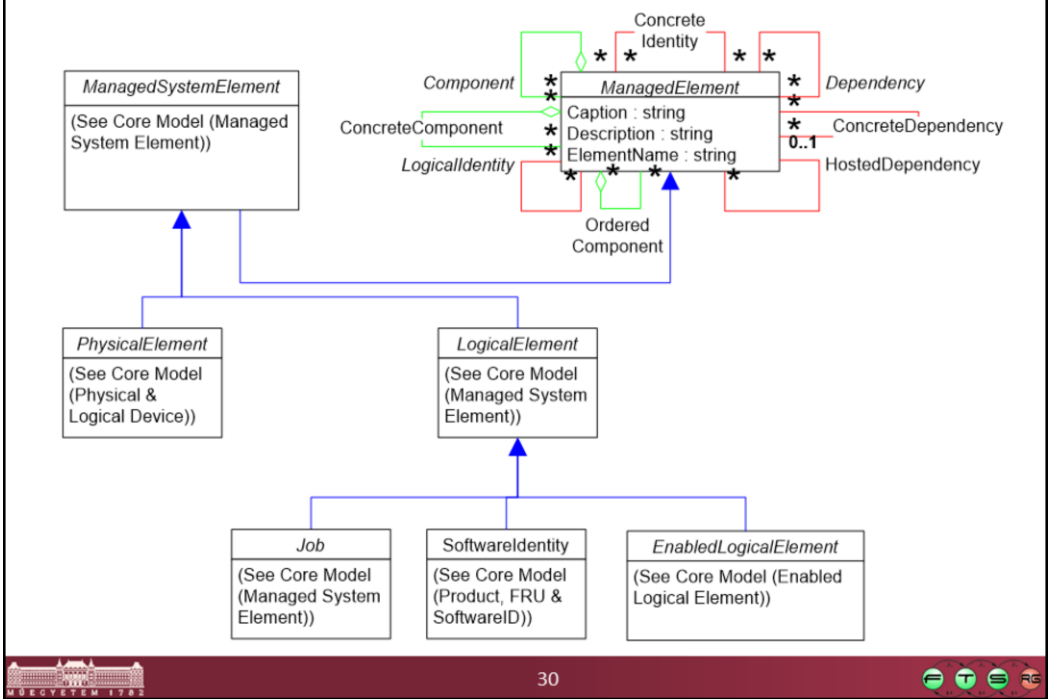 Concrete
Identity
*
*
*
*
ManagedSystemElement
(See Core Model (Managed
System Element))
Component
*
*
ManagedElement
*
*
Dependency
Caption : string
Description : string
ElementName : string
ConcreteComponent
*
*
*
0..1
ConcreteDependency
LogicalIdentity
*
*
*
*
HostedDependency
Ordered
Component
PhysicalElement
(See Core Model
(Physical &
Logical Device))
LogicalElement
(See Core Model
(Managed System
Element))
Job
(See Core Model
(Managed System
Element))
SoftwareIdentity
(See Core Model
(Product, FRU &
SoftwareID))
EnabledLogicalElement
(See Core Model (Enabled
Logical Element))
MŰEGYETEM 1782
30
F T S RG